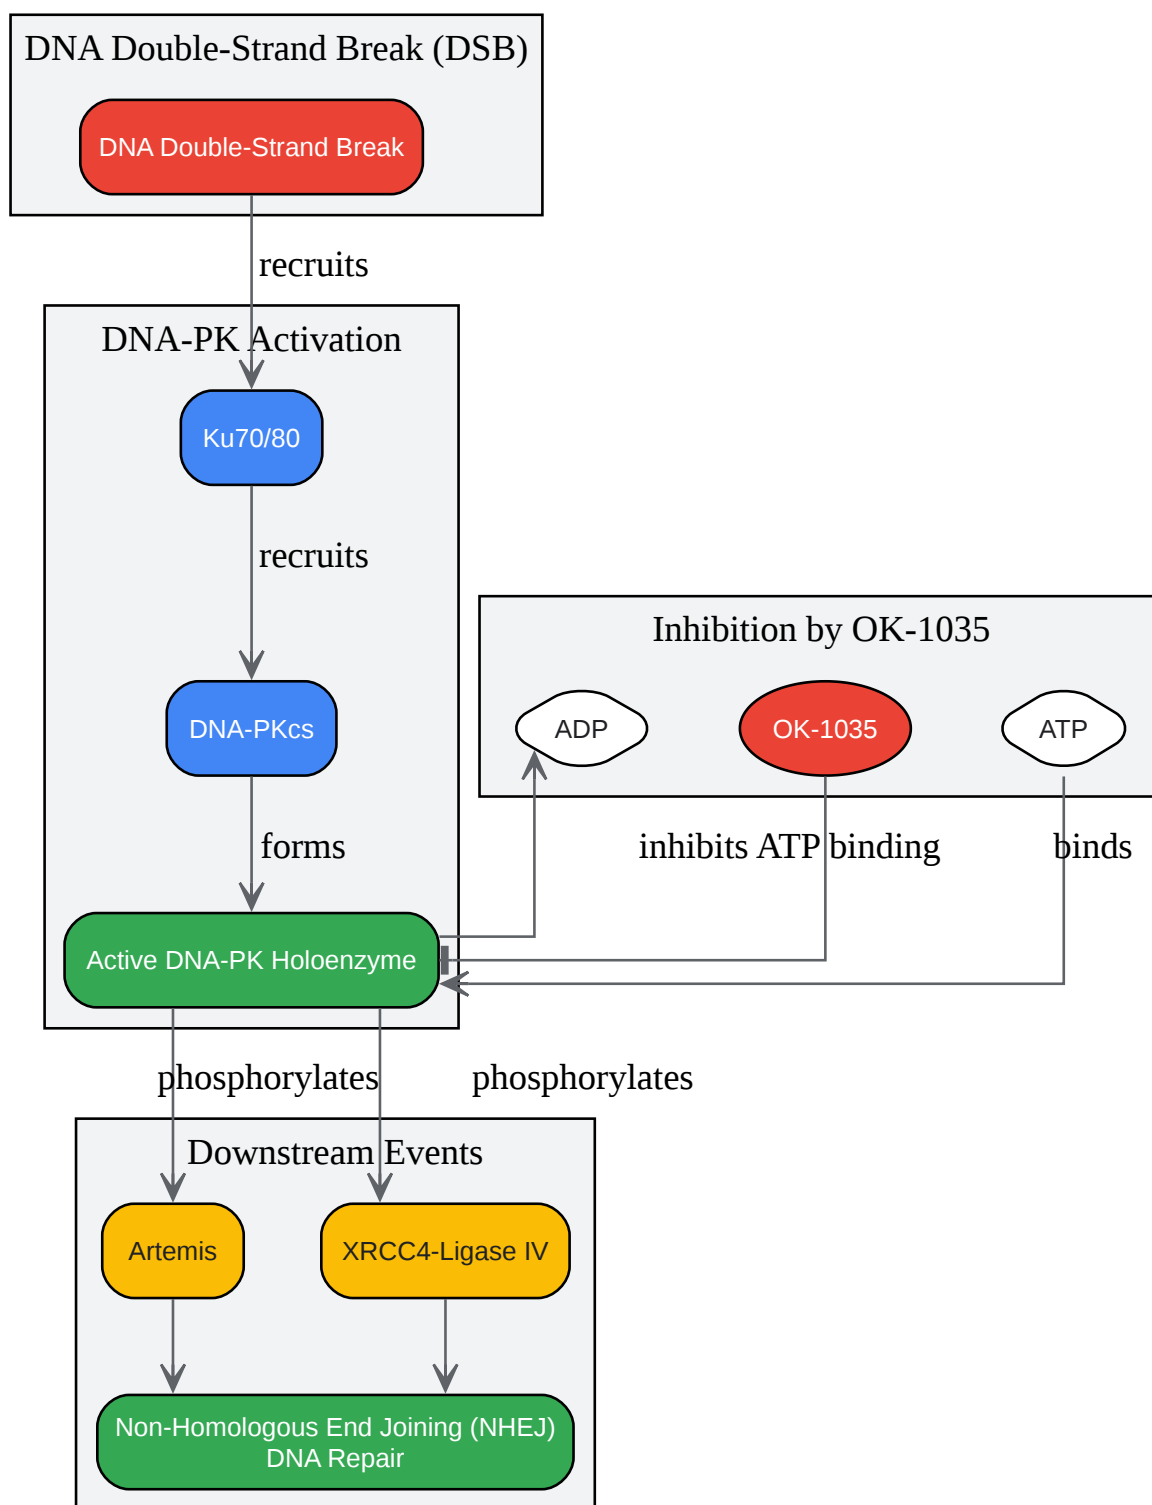 DNA Double-Strand Break (DSB)
DNA Double-Strand Break
recruits
DNA-PK Activation
Ku70/80
recruits
DNA-PKcs
Inhibition by OK-1035
ADP
OK-1035
ATP
forms
inhibits ATP binding
binds
Active DNA-PK Holoenzyme
phosphorylates
phosphorylates
Downstream Events
Artemis
XRCC4-Ligase IV
Non-Homologous End Joining (NHEJ)
DNA Repair